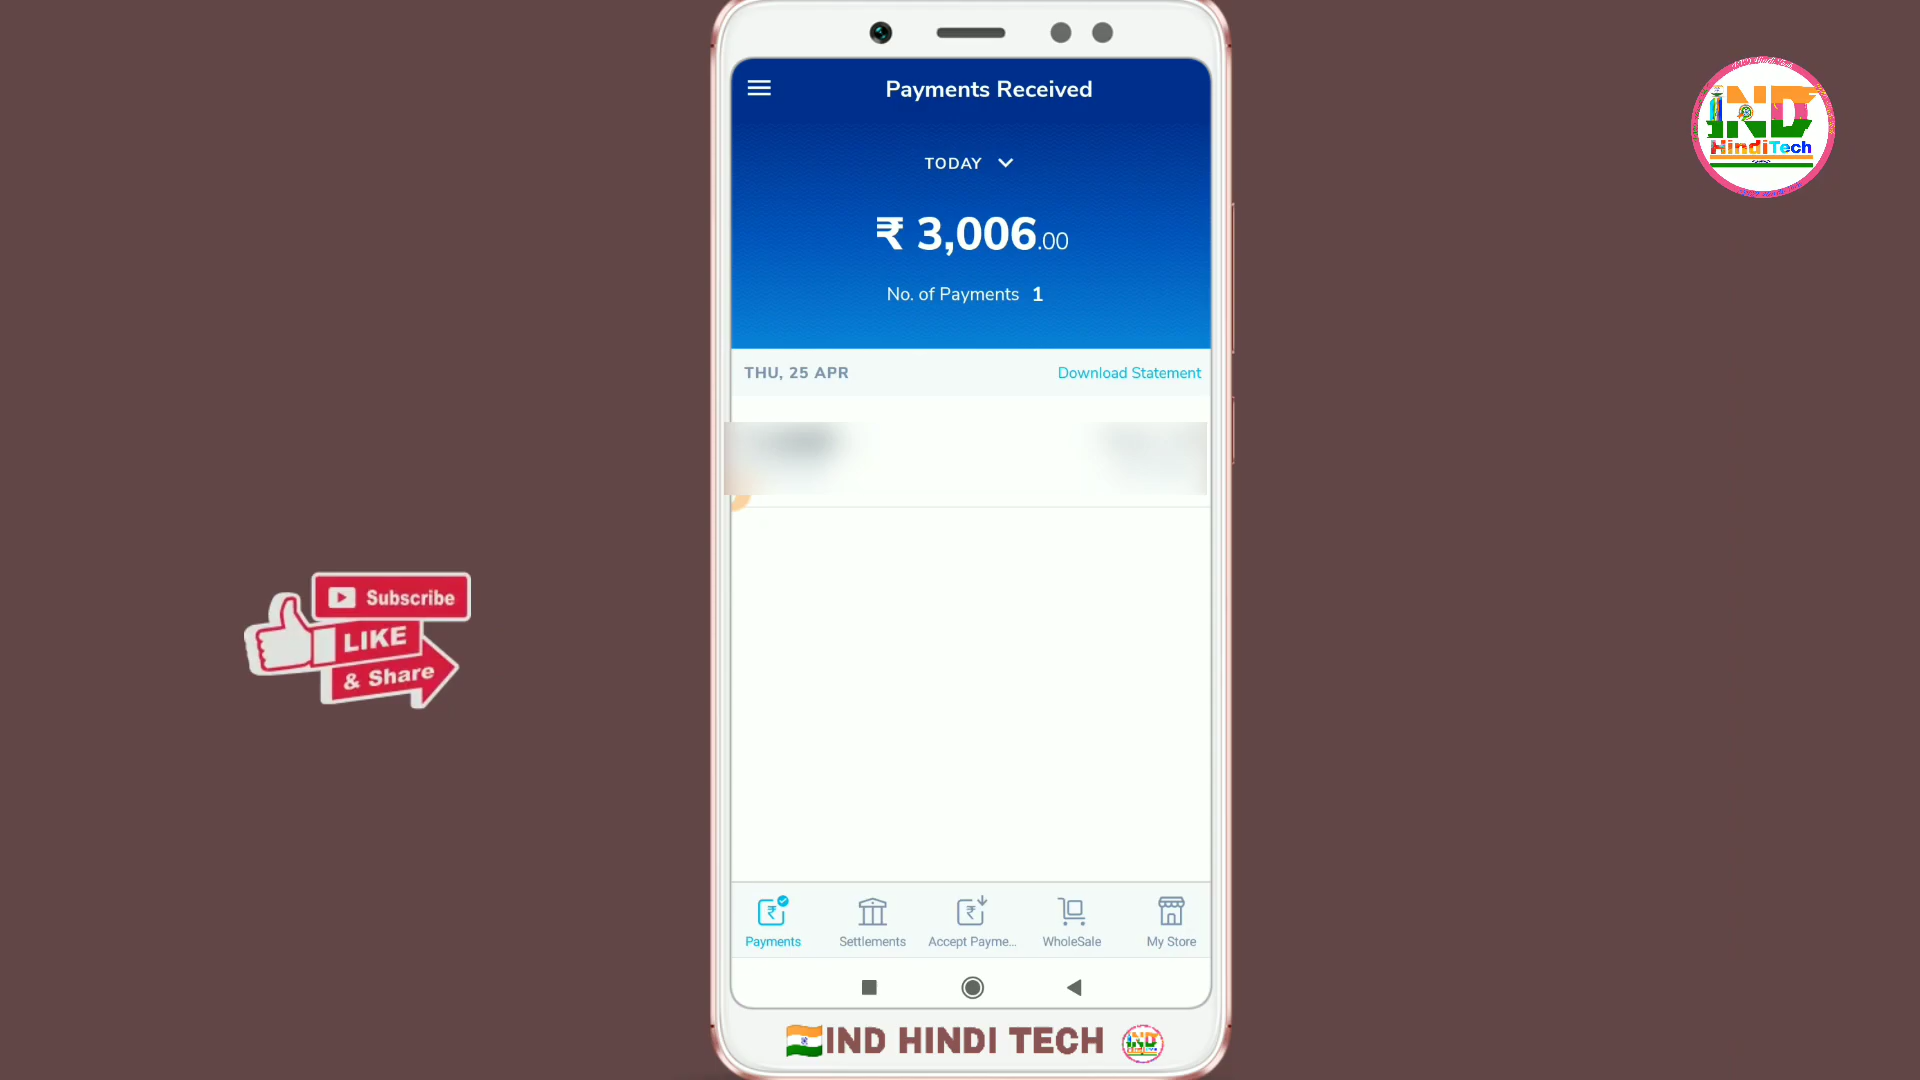 Payments Received
TODAY
₹ 3,006.00
No. of Payments 1
THU, 25 APR
Download Statement
Payments
Settlements
Accept Payme...
WholeSale
My Store
IND HINDI TECH
IND
HindiTech
Subscribe
LIKE
& Share